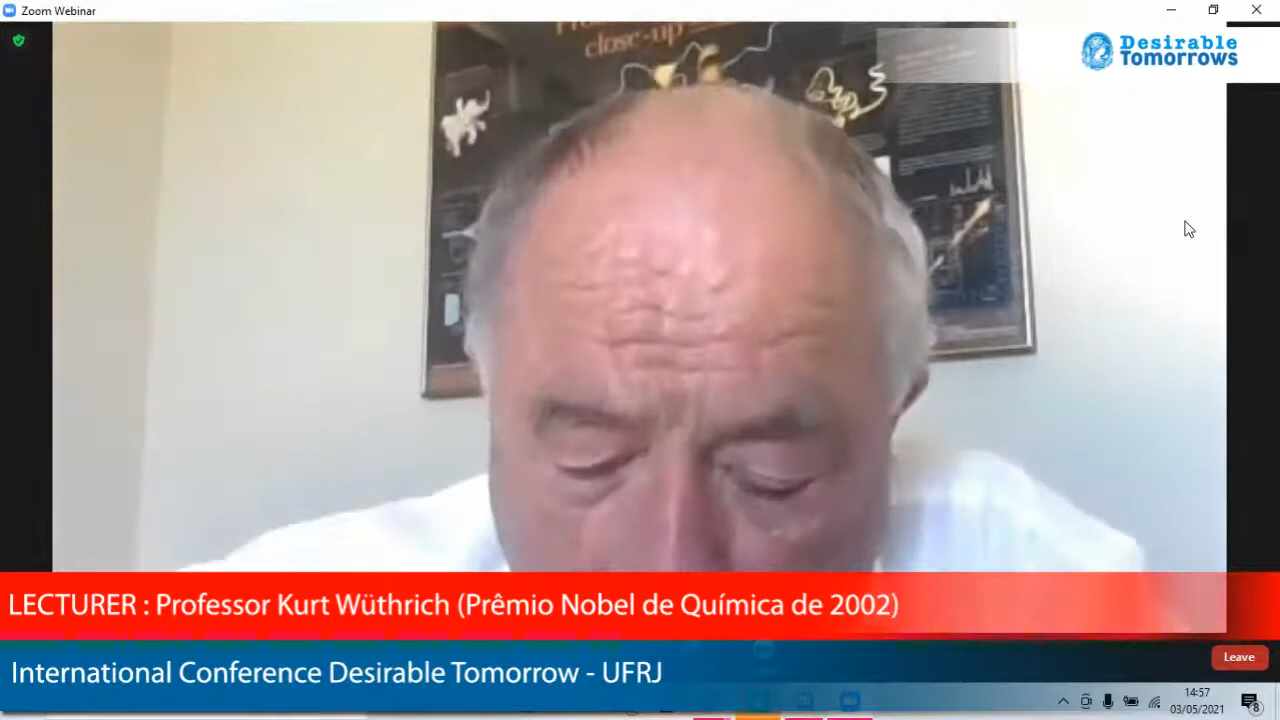 Zoom Webinar
close-up
Desirable
Tomorrows
LECTURER : Professor Kurt Wüthrich (Prêmio Nobel de Química de 2002)
International Conference Desirable Tomorrow - UFRJ
Leave
14:57
03/05/2021
8